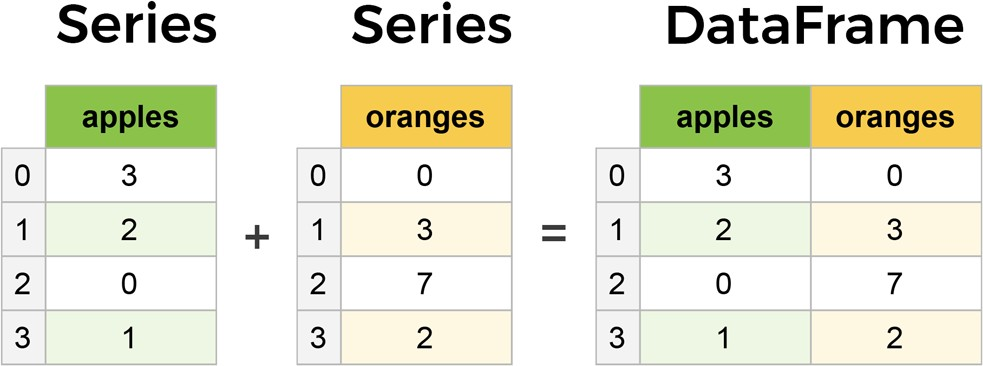 Series Series DataFrame
apples oranges apples oranges
0 3 0 0 0 3 0
1 2 1 3 1 2 3
+ =
2 0 2 7 2 0 7
3 1 3 2 3 1 2